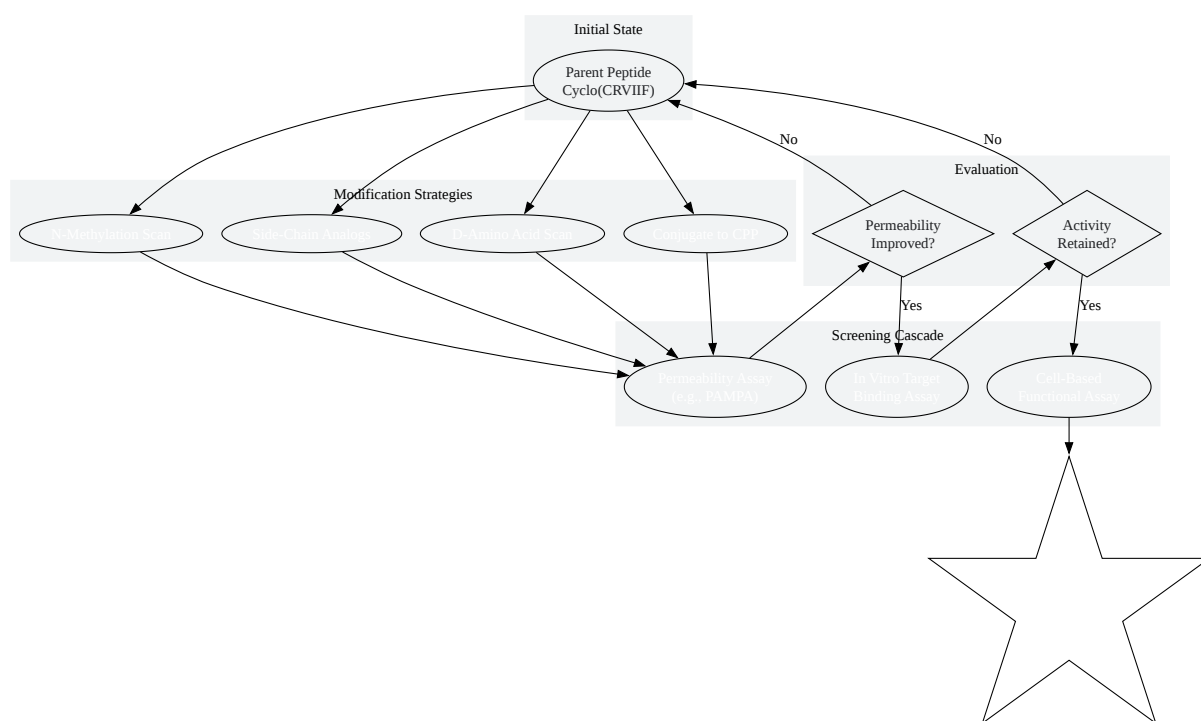 Initial State
Parent Peptide
Cyclo(CRVIIF)
No
No
Evaluation
Modification Strategies
N-Methylation Scan
Side-Chain Analogs
D-Amino Acid Scan
Conjugate to CPP
Permeability
Improved?
Activity
Retained?
Yes
Yes
Screening Cascade
Permeability Assay
(e.g., PAMPA)
In Vitro Target
Binding Assay
Cell-Based
Functional Assay